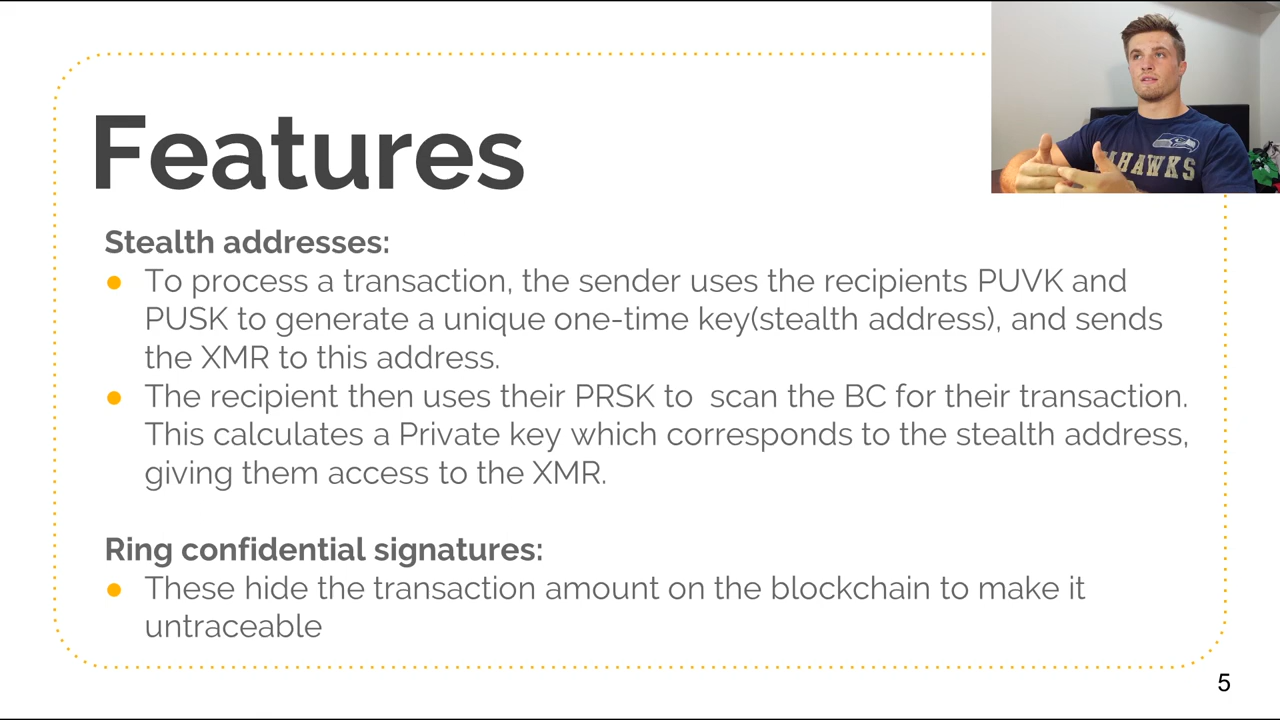 Features
Stealth addresses:
To process a transaction, the sender uses the recipients PUVK and
PUSK to generate a unique one-time key(stealth address), and sends
the XMR to this address.
The recipient then uses their PRSK to  scan the BC for their transaction.
This calculates a Private key which corresponds to the stealth address,
giving them access to the XMR.
Ring confidential signatures:
These hide the transaction amount on the blockchain to make it
untraceable
5
HAWKS